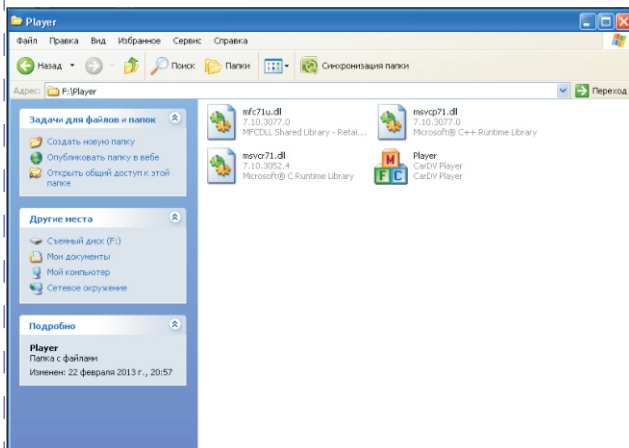 Player
Файл Правка Вид Избранное Сервис Справка
Назад Поиск Папки Синхронизация папки
Адрес: F:\Player Переход
Задачи для файлов и папок
Создать новую папку
Опубликовать папку в вебе
Открыть общий доступ к этой
папке
Другие места
Съемный диск (F:)
Мои документы
Мой компьютер
Сетевое окружение
Подробно
Player
Папка с файлами
Изменен: 22 февраля 2013 г., 20:57
mfc71u.dl
7.10.3077.0
MFCDLL Shared Library - Retai...
msvcp71.dl
7.10.3077.0
Microsoft® C++ Runtime Library
msvcr71.dl
7.10.3052.4
Microsoft® C Runtime Library
M
F C
Player
CarDV Player
CarDV Player